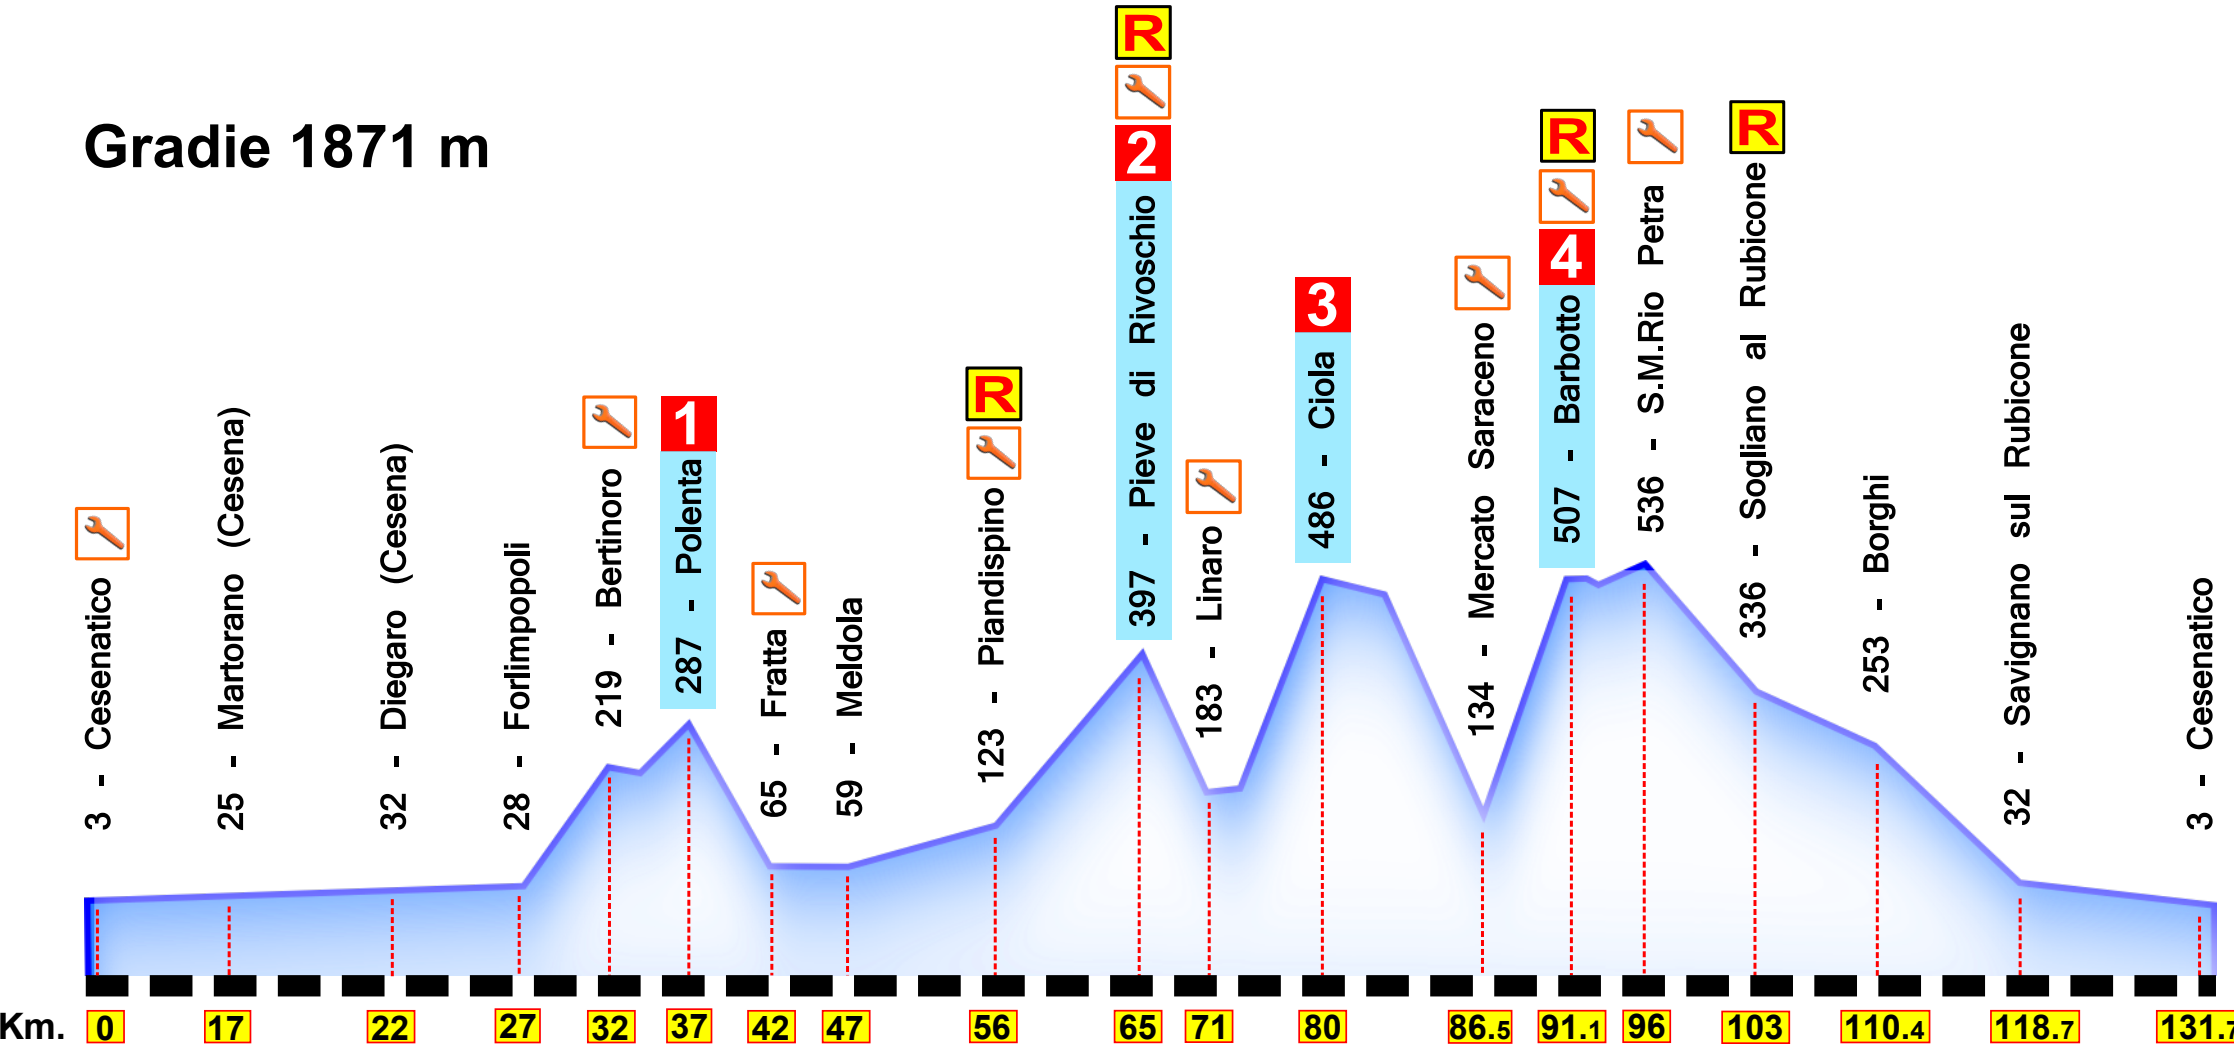 Gradie 1871 m
3 - Cesenatico
25 - Martorano (Cesena)
32 - Diegaro (Cesena)
28 - Forlimpopoli
219 - Bertinoro
1
287 - Polenta
65 - Fratta
59 - Meldola
R
123 - Piandispino
R
2
397 - Pieve di Rivoschio
183 - Linaro
3
486 - Ciola
134 - Mercato Saraceno
R
4
507 - Barbotto
536 - S.M.Rio Petra
R
336 - Sogliano al Rubicone
253 - Borghi
32 - Savignano sul Rubicone
3 - Cesenatico
Km. 0 17 22 27 32 37 42 47 56 65 71 80 86.5 91.1 96 103 110.4 118.7 131.7